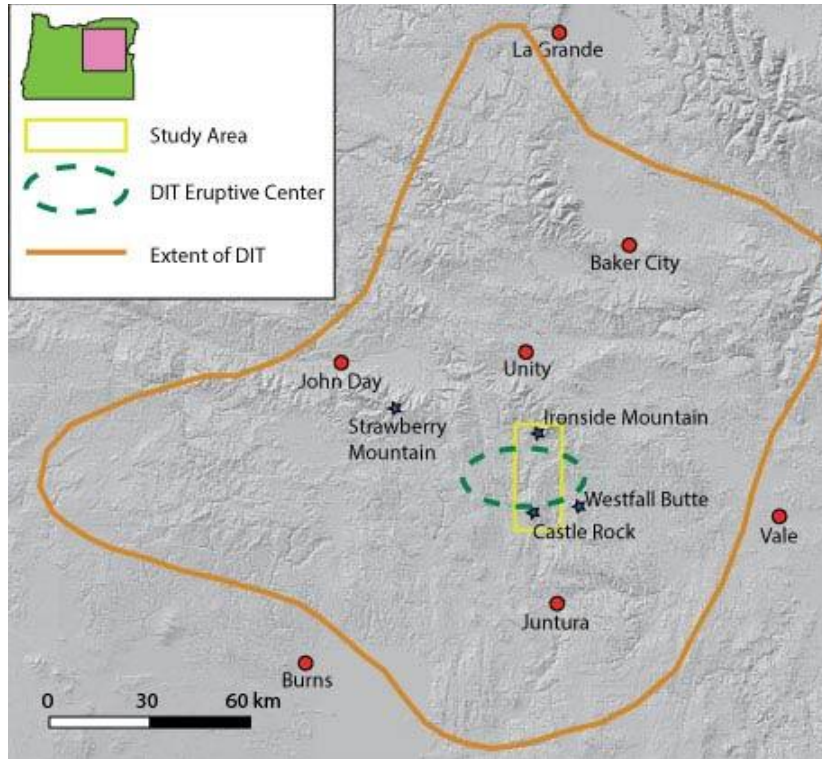 Study Area
DIT Eruptive Center
Extent of DIT
La Grande
Baker City
Unity
John Day
Ironside Mountain
Strawberry
Mountain
Westfall Butte
Castle Rock
Vale
Juntura
Burns
0 30 60 km